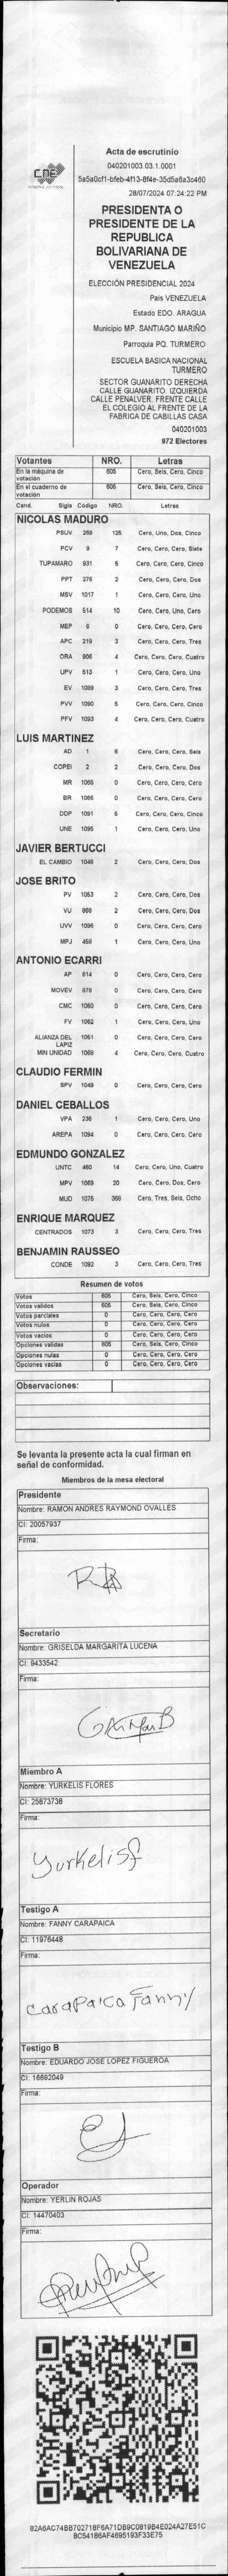 CNE
Acta de escrutinio
040201003.03.1.0001
5a5a0cf1-bfeb-4f13-8f4e-35d5a6a3c460
28/07/2024 07:24:22 PM
PRESIDENTA O
PRESIDENTE DE LA
REPUBLICA
BOLIVARIANA DE
VENEZUELA
ELECCIÓN PRESIDENCIAL 2024
Pais VENEZUELA
Estado EDO. ARAGUA
Municipio MP. SANTIAGO MARIÑO
Parroquia PQ. TURMERO
ESCUELA BASICA NACIONAL
TURMERO
SECTOR GUANARITO DERECHA
CALLE GUANARITO. IZQUIERDA
CALLE PEÑALVER. FRENTE CALLE
EL COLEGIO AL FRENTE DE LA
FABRICA DE CABILLAS CASA
040201003
972 Electores
Votantes NRO. Letras
En la máquina de votación 605 Cero, Seis, Cero, Cinco
En el cuaderno de votación 605 Cero, Seis, Cero, Cinco
Cand. Sigla Código NRO. Letras
NICOLAS MADURO
PSUV 269 125 Cero, Uno, Dos, Cinco
PCV 9 7 Cero, Cero, Cero, Siete
TUPAMARO 931 5 Cero, Cero, Cero, Cinco
PPT 276 2 Cero, Cero, Cero, Dos
MSV 1017 1 Cero, Cero, Cero, Uno
PODEMOS 514 10 Cero, Cero, Uno, Cero
MEP 6 0 Cero, Cero, Cero, Cero
APC 219 3 Cero, Cero, Cero, Tres
ORA 906 4 Cero, Cero, Cero, Cuatro
UPV 513 1 Cero, Cero, Cero, Uno
EV 1089 3 Cero, Cero, Cero, Tres
PVV 1090 5 Cero, Cero, Cero, Cinco
PFV 1093 4 Cero, Cero, Cero, Cuatro
LUIS MARTINEZ
AD 1 6 Cero, Cero, Cero, Seis
COPEI 2 2 Cero, Cero, Cero, Dos
MR 1065 0 Cero, Cero, Cero, Cero
BR 1066 0 Cero, Cero, Cero, Cero
DDP 1091 5 Cero, Cero, Cero, Cinco
UNE 1095 1 Cero, Cero, Cero, Uno
JAVIER BERTUCCI
EL CAMBIO 1048 2 Cero, Cero, Cero, Dos
JOSE BRITO
PV 1053 2 Cero, Cero, Cero, Dos
VU 868 2 Cero, Cero, Cero, Dos
UVV 1096 0 Cero, Cero, Cero, Cero
MPJ 458 1 Cero, Cero, Cero, Uno
ANTONIO ECARRI
AP 814 0 Cero, Cero, Cero, Cero
MOVEV 878 0 Cero, Cero, Cero, Cero
CMC 1050 0 Cero, Cero, Cero, Cero
FV 1062 1 Cero, Cero, Cero, Uno
ALIANZA DEL LAPIZ 1051 0 Cero, Cero, Cero, Cero
MIN UNIDAD 1068 4 Cero, Cero, Cero, Cuatro
CLAUDIO FERMIN
SPV 1049 0 Cero, Cero, Cero, Cero
DANIEL CEBALLOS
VPA 236 1 Cero, Cero, Cero, Uno
AREPA 1094 0 Cero, Cero, Cero, Cero
EDMUNDO GONZALEZ
UNTC 460 14 Cero, Cero, Uno, Cuatro
MPV 1069 20 Cero, Cero, Dos, Cero
MUD 1075 368 Cero, Tres, Seis, Ocho
ENRIQUE MARQUEZ
CENTRADOS 1073 3 Cero, Cero, Cero, Tres
BENJAMIN RAUSSEO
CONDE 1092 3 Cero, Cero, Cero, Tres
Resumen de votos
Votos 605 Cero, Seis, Cero, Cinco
Votos validos 605 Cero, Seis, Cero, Cinco
Votos parciales 0 Cero, Cero, Cero, Cero
Votos nulos 0 Cero, Cero, Cero, Cero
Votos vacios 0 Cero, Cero, Cero, Cero
Opciones validas 605 Cero, Seis, Cero, Cinco
Opciones nulas 0 Cero, Cero, Cero, Cero
Opciones vacias 0 Cero, Cero, Cero, Cero
Observaciones:
Se levanta la presente acta la cual firman en
señal de conformidad.
Miembros de la mesa electoral
Presidente
Nombre: RAMON ANDRES RAYMOND OVALLES
CI: 20057937
Firma:
Secretario
Nombre: GRISELDA MARGARITA LUCENA
CI: 9433542
Firma:
Miembro A
Nombre: YURKELIS FLORES
CI: 25873738
Firma:
Yurkelisf
Testigo A
Nombre: FANNY CARAPAICA
CI: 11976448
Firma:
Carapaica Fanny
Testigo B
Nombre: EDUARDO JOSE LOPEZ FIGUEROA
CI: 16692049
Firma:
Operador
Nombre: YERLIN ROJAS
CI: 14470403
Firma:
82A6AC74BB702718F6A71DB9C0819B4E024A27E51C
8C54186AF4695193F33E75